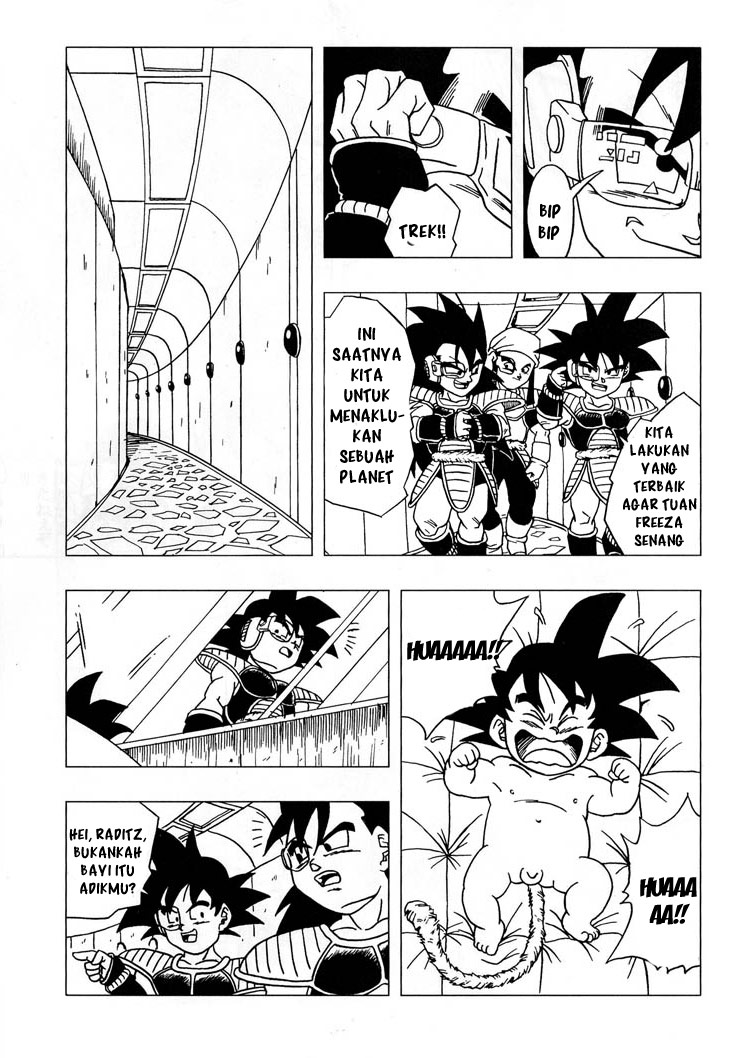 TREK!!
BIP
BIP
INI
SAATNYA
KITA
UNTUK
MENAKLU-
KAN
SEBUAH
PLANET
KITA
LAKUKAN
YANG
TERBAIK
AGAR TUAN
FREEZA
SENANG
HUAAAAA!!
HUAAA
AA!!
HEI, RADITZ,
BUKANKAH
BAYI ITU
ADIKMU?